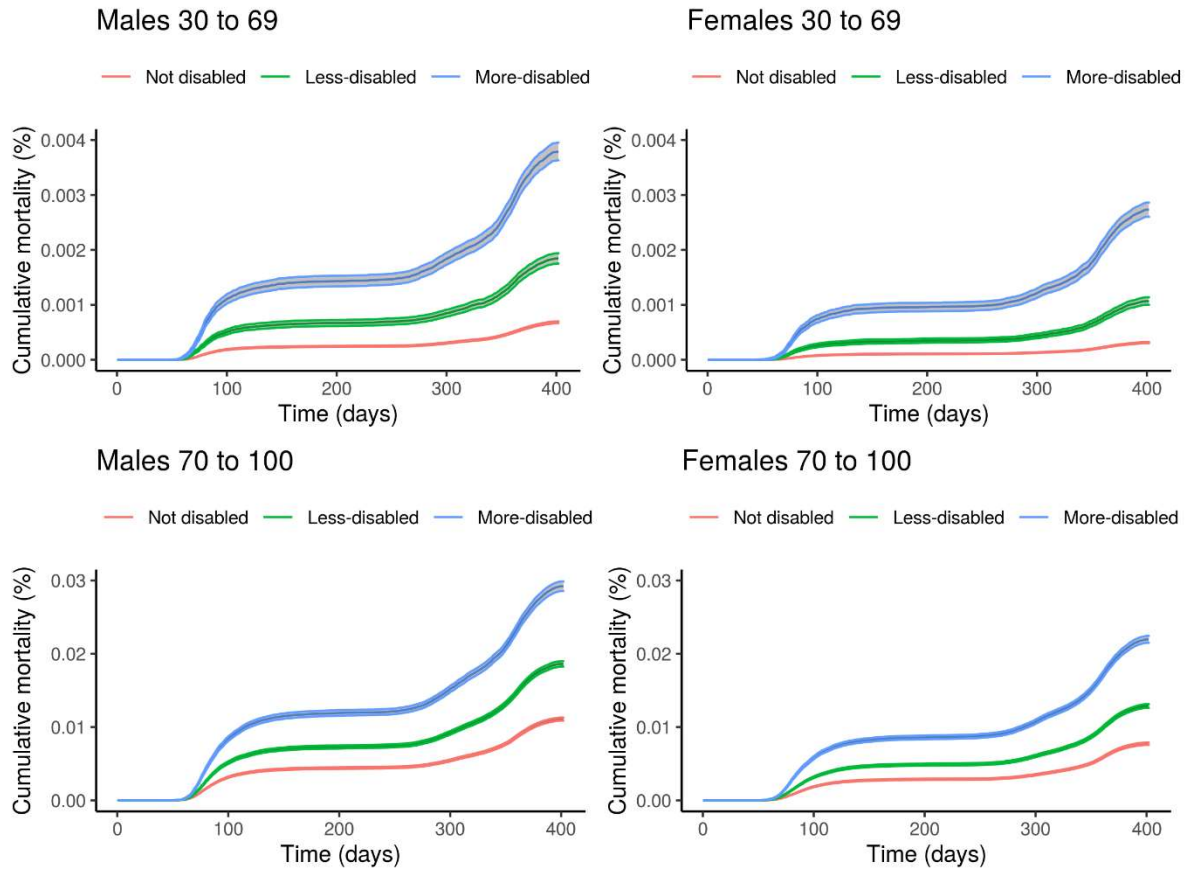 Males 30 to 69
Not disabled Less-disabled More-disabled
Cumulative mortality (%)
0.004
0.003
0.002
0.001
0.000
0 100 200 300 400
Time (days)
Females 30 to 69
Not disabled Less-disabled More-disabled
Cumulative mortality (%)
0.004
0.003
0.002
0.001
0.000
0 100 200 300 400
Time (days)
Males 70 to 100
Not disabled Less-disabled More-disabled
Cumulative mortality (%)
0.03
0.02
0.01
0.00
0 100 200 300 400
Time (days)
Females 70 to 100
Not disabled Less-disabled More-disabled
Cumulative mortality (%)
0.03
0.02
0.01
0.00
0 100 200 300 400
Time (days)